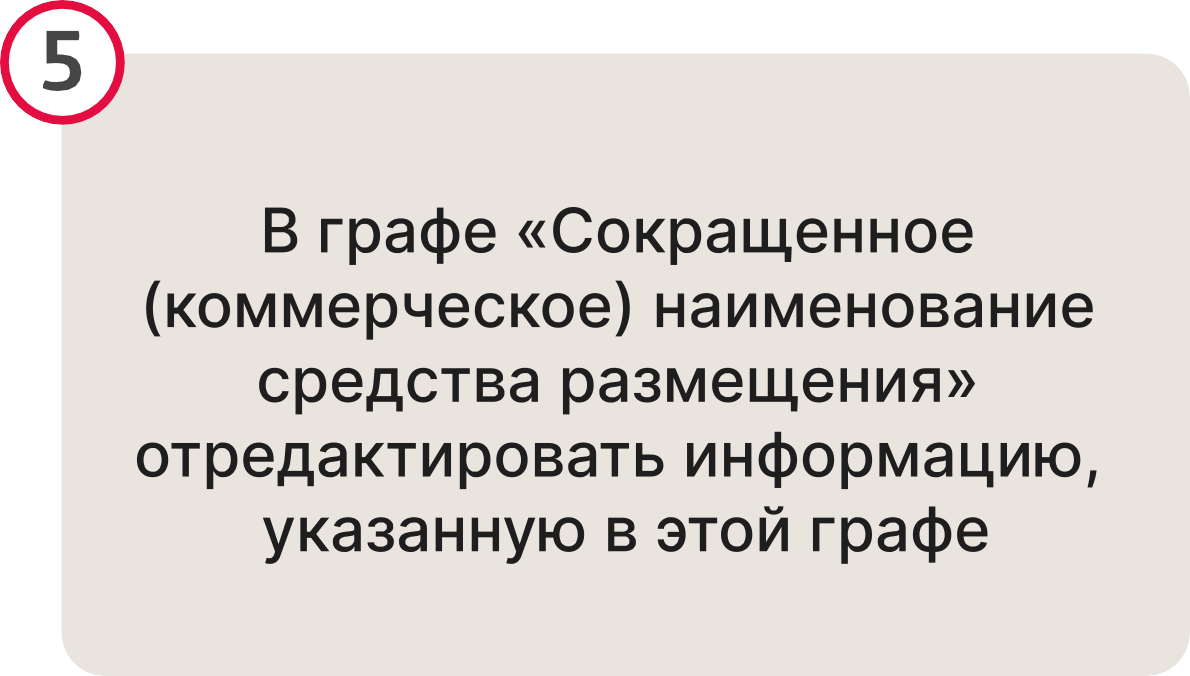 5
В графе «Сокращенное
(коммерческое) наименование
средства размещения»
отредактировать информацию,
указанную в этой графе